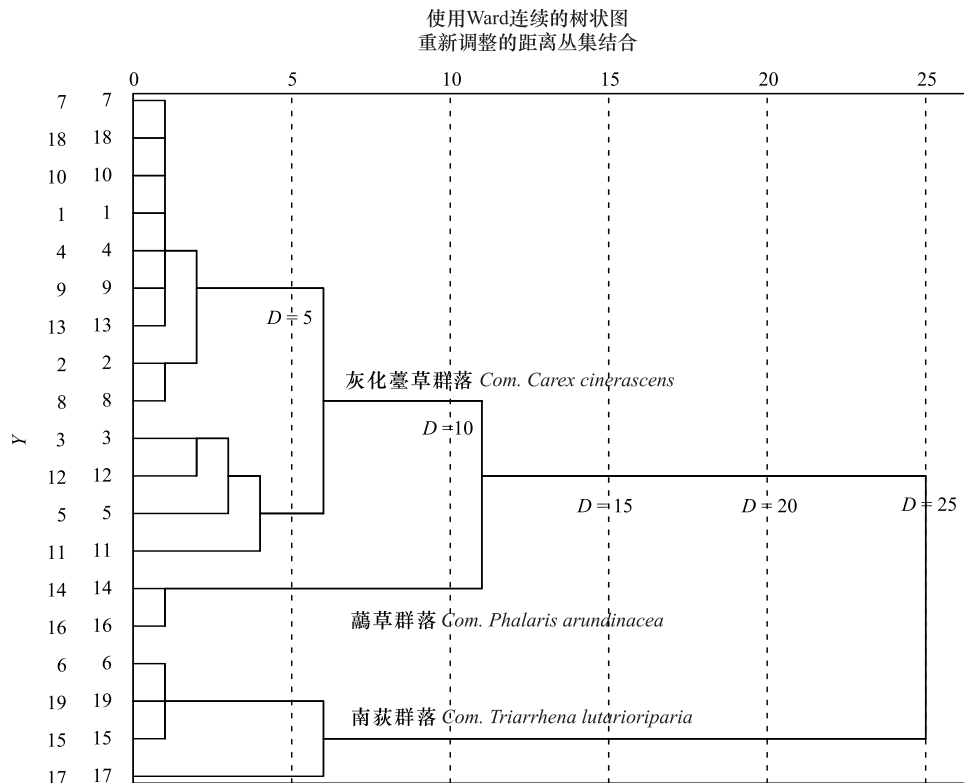 使用Ward连续的树状图
重新调整的距离丛集结合
0 5 10 15 20 25
7 7
18 18
10 10
1 1
4 4
9 9
13 13
D = 5
2 2
灰化薹草群落 Com. Carex cinerascens
8 8
D =10
Y
3 3
12 12
D = 15 D = 20 D = 25
5 5
11 11
14 14
16 16
虉草群落 Com. Phalaris arundinacea
6 6
19 19
南荻群落 Com. Triarrhena lutarioriparia
15 15
17 17